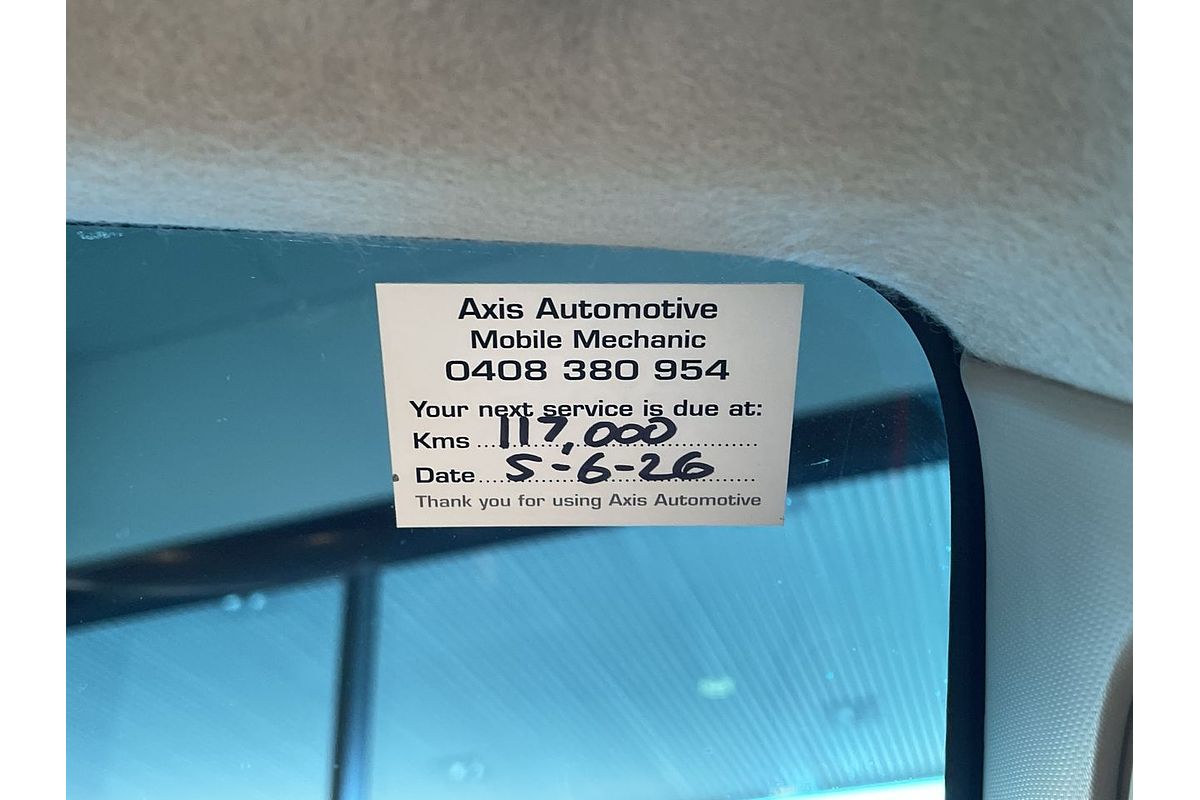 Axis Automotive
Mobile Mechanic
0408 380 954
Your next service is due at:
Kms ...117,000...
Date...5-6-26...
Thank you for using Axis Automotive